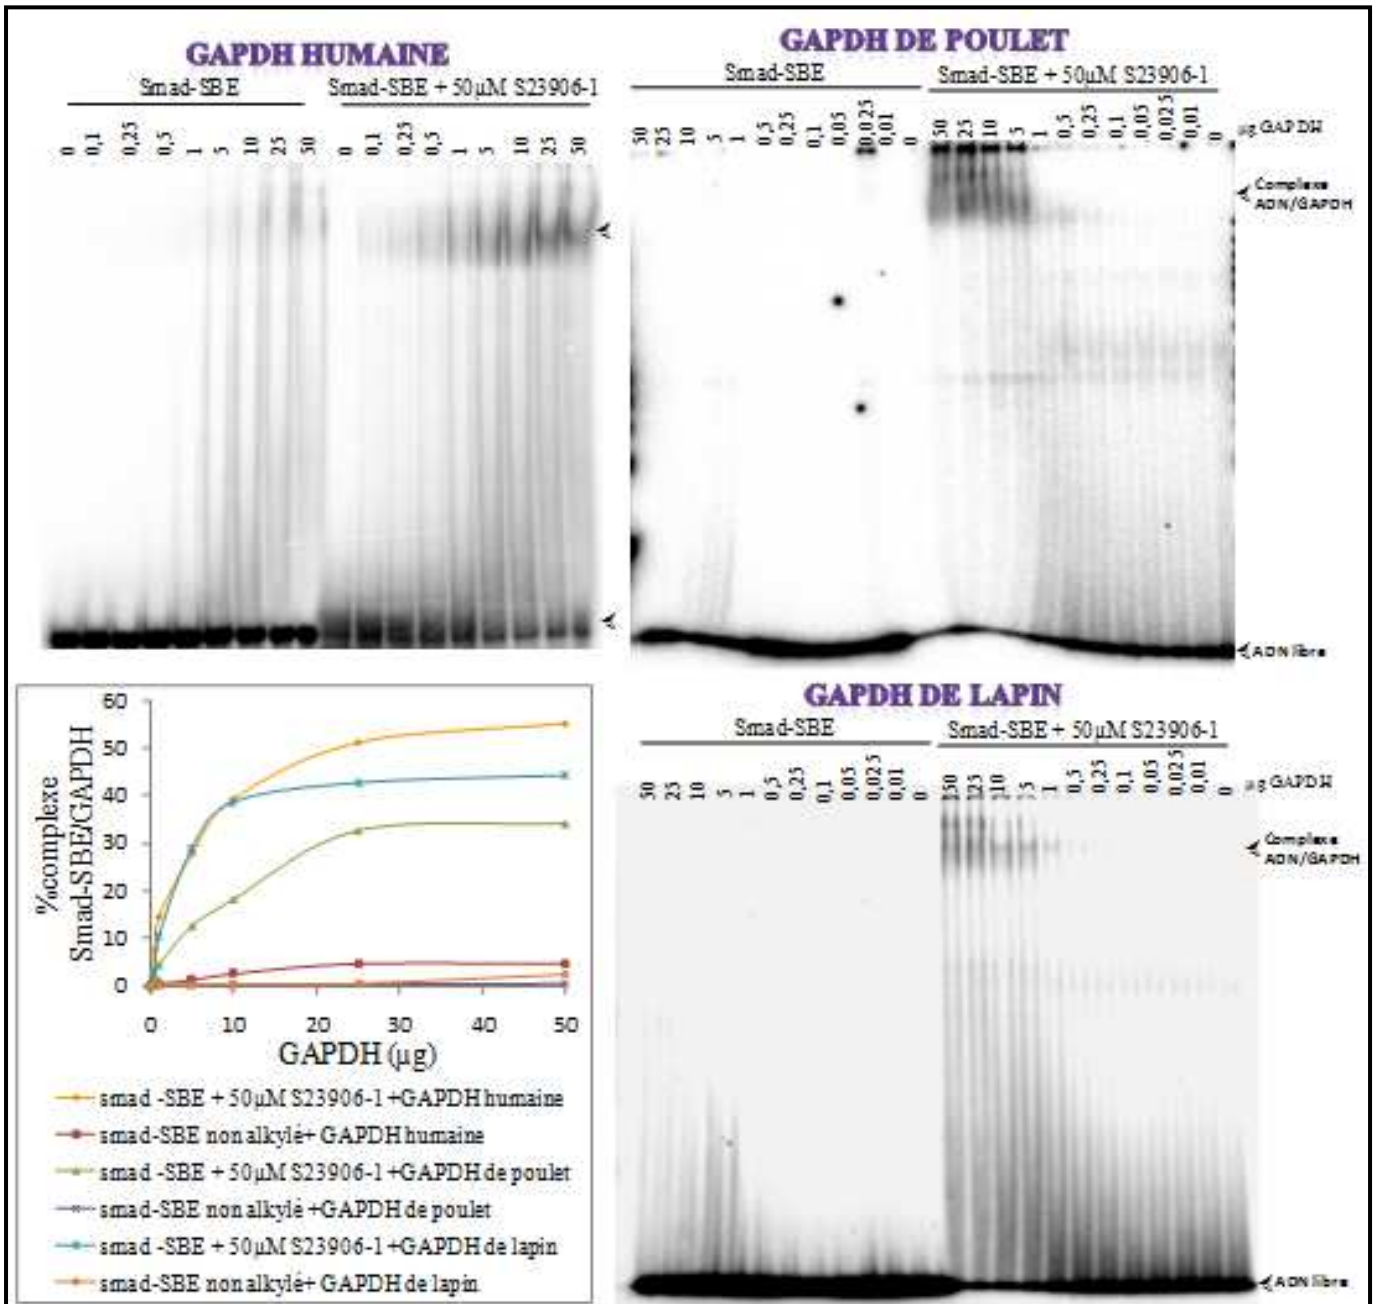 GAPDH HUMAINE
Smad-SBE Smad-SBE + 50µM S23906-1
0 0,1 0,25 0,5 1 5 10 25 50 0 0,1 0,25 0,5 1 5 10 25 50
GAPDH DE POULET
Smad-SBE Smad-SBE + 50µM S23906-1
50 25 10 5 1 0,5 0,25 0,1 0,05 0,025 0,01 0 50 25 10 5 1 0,5 0,25 0,1 0,05 0,025 0,01 0 µg GAPDH
Complexe
ADN/GAPDH
ADN libre
%complexe
Smad-SBE/GAPDH
60
50
40
30
20
10
0
0 10 20 30 40 50
GAPDH (µg)
smad -SBE + 50µM S23906-1 +GAPDH humaine
smad-SBE non alkylé+ GAPDH humaine
smad -SBE + 50µM S23906-1 +GAPDH de poulet
smad-SBE non alkylé +GAPDH de poulet
smad -SBE + 50µM S23906-1 +GAPDH de lapin
smad-SBE non alkylé+ GAPDH de lapin
GAPDH DE LAPIN
Smad-SBE Smad-SBE + 50µM S23906-1
50 25 10 5 1 0,5 0,25 0,1 0,05 0,025 0,01 0 50 25 10 5 1 0,5 0,25 0,1 0,05 0,025 0,01 0 µg GAPDH
Complexe
ADN/GAPDH
ADN libre